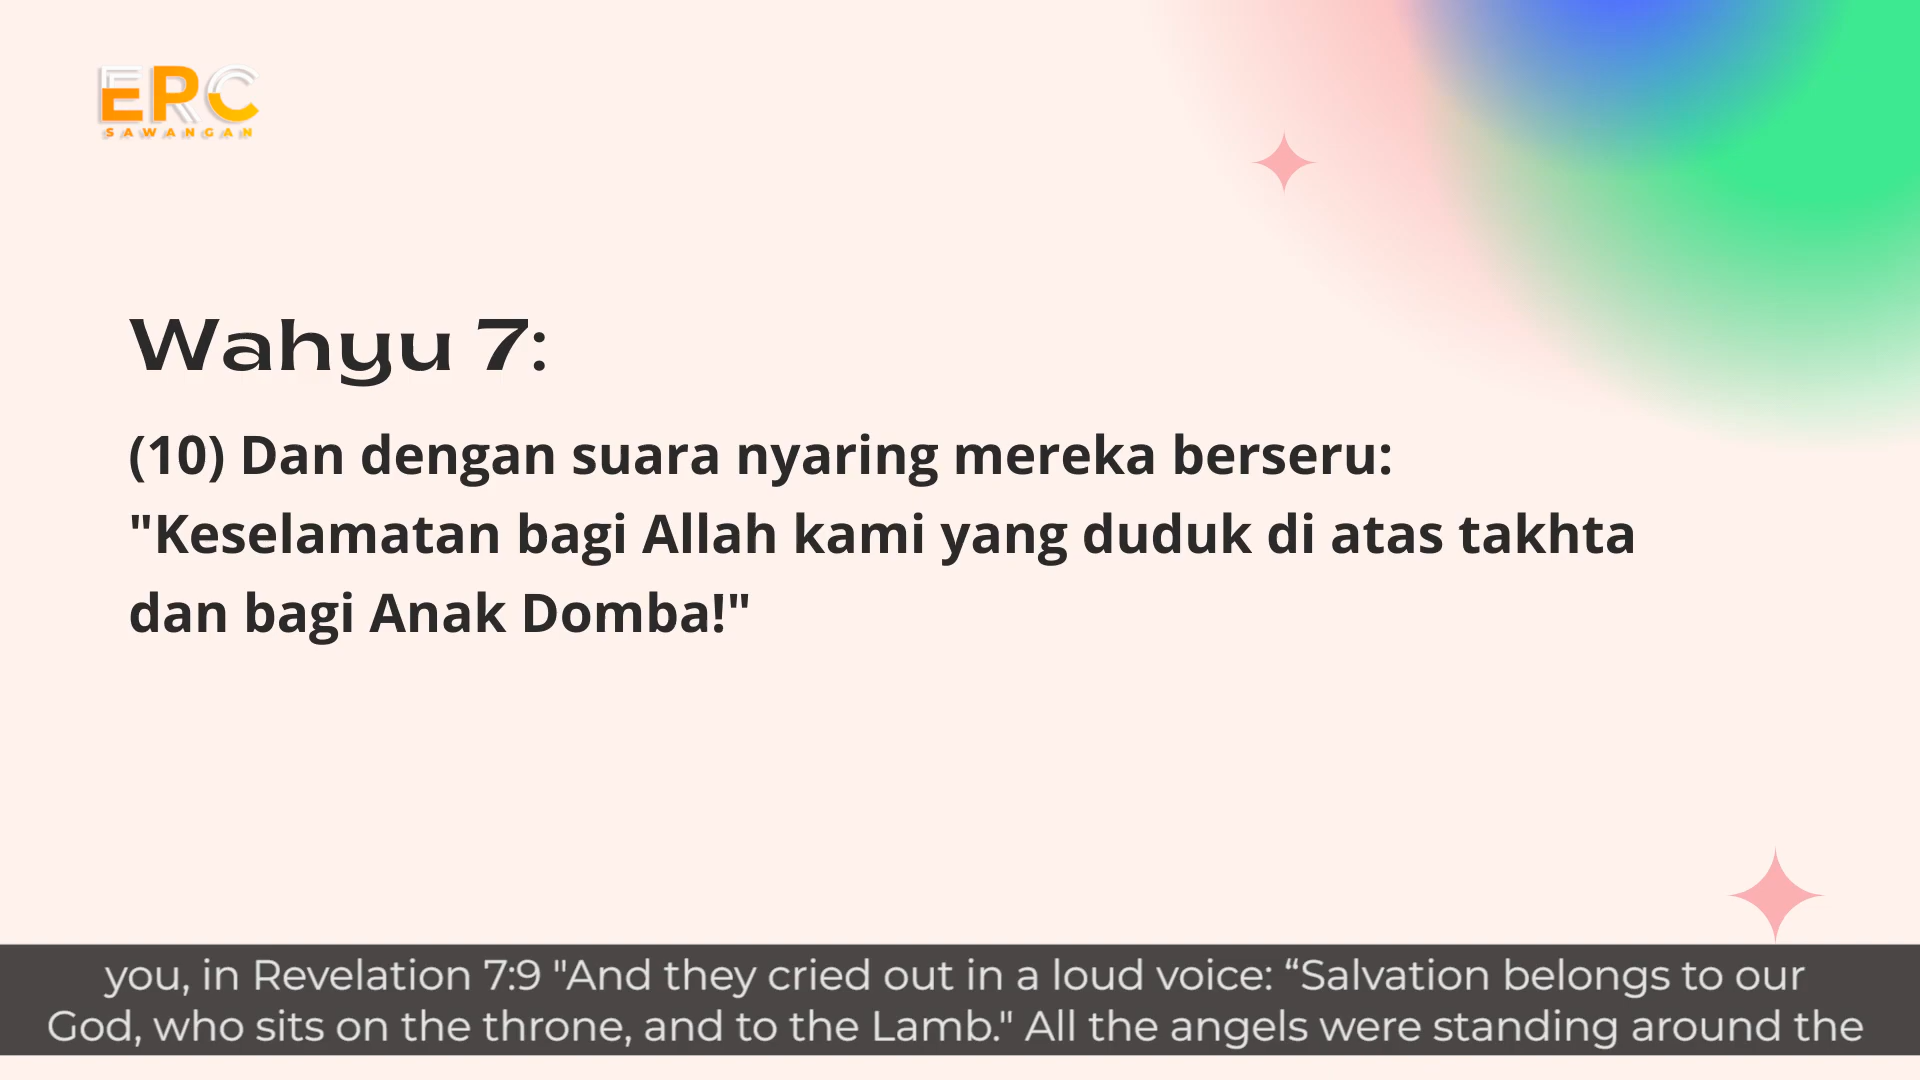 ERC
SAWANGAN
Wahyu 7:
(10) Dan dengan suara nyaring mereka berseru:
"Keselamatan bagi Allah kami yang duduk di atas takhta
dan bagi Anak Domba!"
you, in Revelation 7:9 "And they cried out in a loud voice: “Salvation belongs to our
God, who sits on the throne, and to the Lamb." All the angels were standing around the